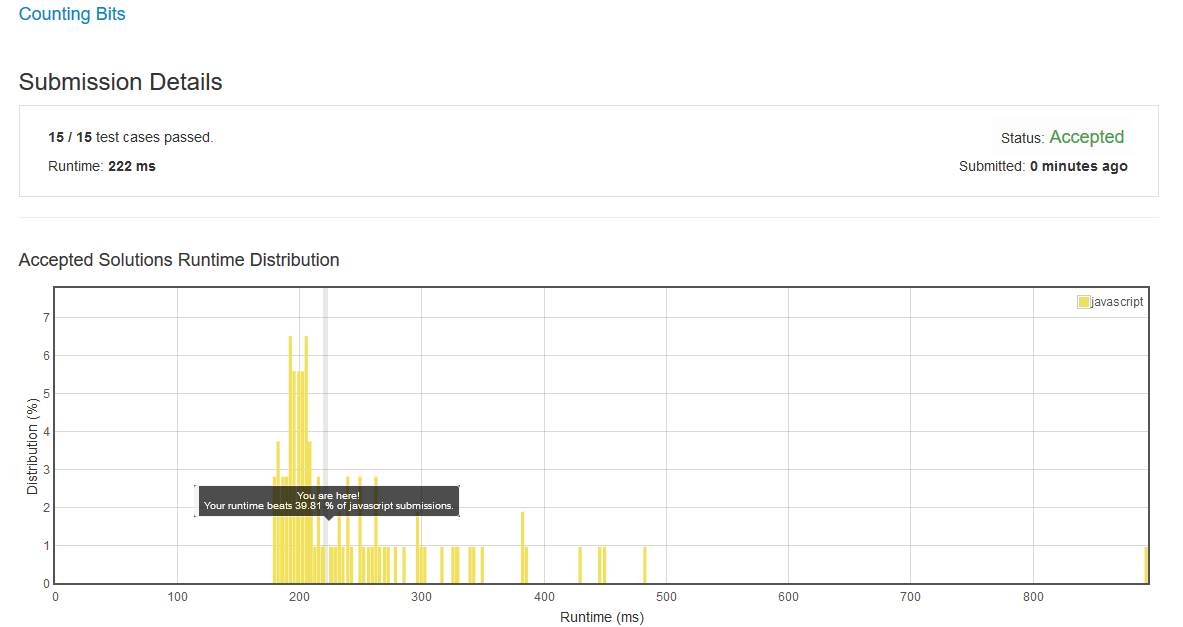 Counting Bits
Submission Details
15 / 15 test cases passed.
Status: Accepted
Runtime: 222 ms
Submitted: 0 minutes ago
Accepted Solutions Runtime Distribution
javascript
7
6
5
4
3
2
1
0
Distribution (%)
You are here!
Your runtime beats 39.81 % of javascript submissions.
0 100 200 300 400 500 600 700 800
Runtime (ms)